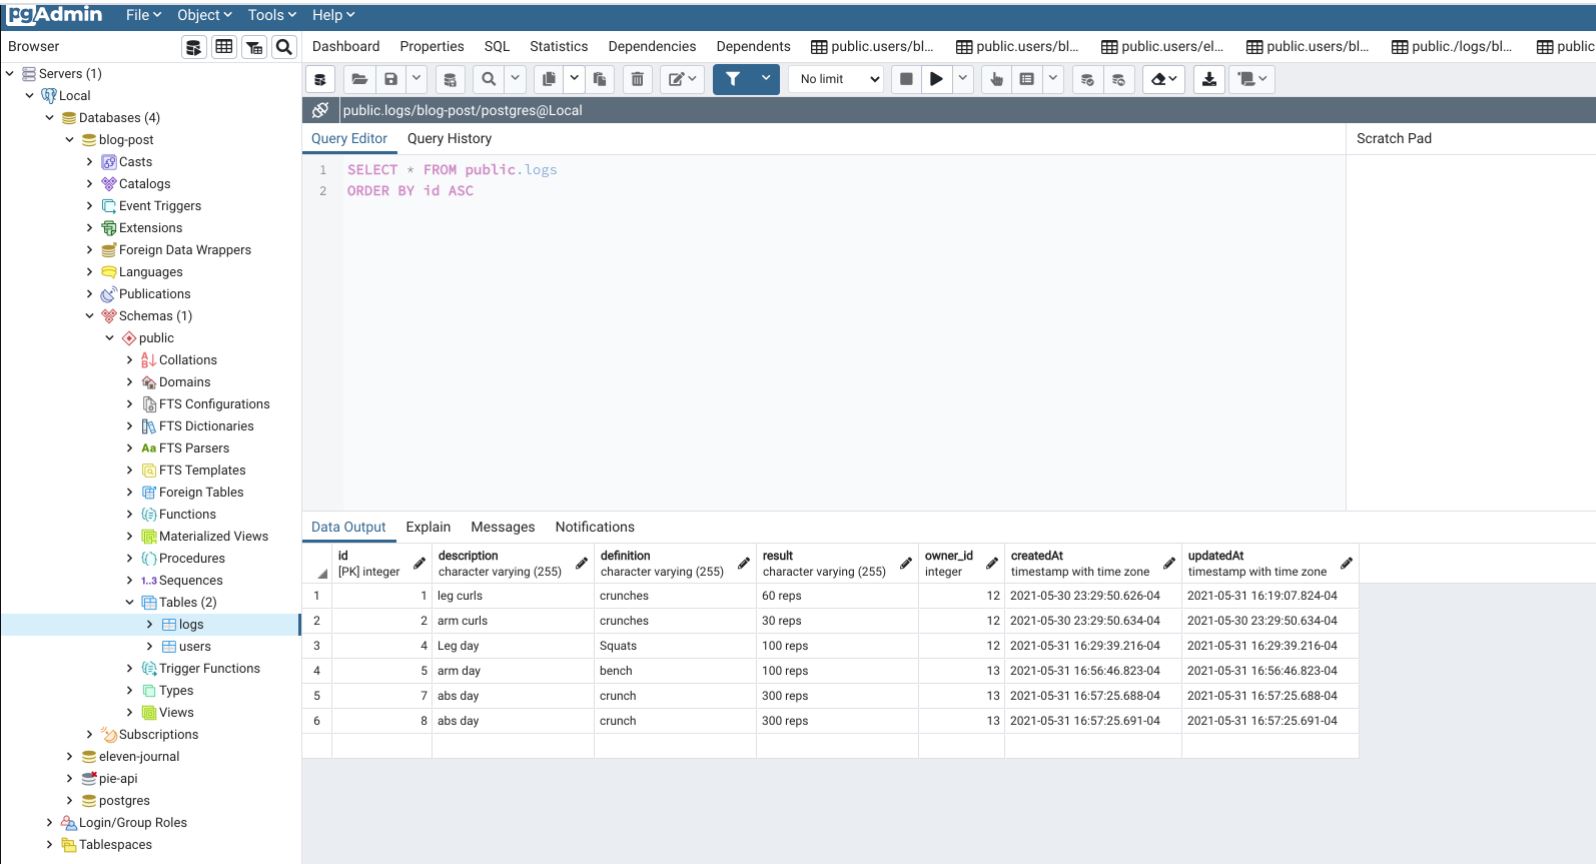 pgAdmin File Object Tools Help
Browser
Dashboard Properties SQL Statistics Dependencies Dependents public.users/bl... public.users/bl... public.users/el... public.users/bl... public./logs/bl... public
Servers (1)
Local
Databases (4)
blog-post
Casts
Catalogs
Event Triggers
Extensions
Foreign Data Wrappers
Languages
Publications
Schemas (1)
public
Collations
Domains
FTS Configurations
FTS Dictionaries
Aa FTS Parsers
FTS Templates
Foreign Tables
Functions
Materialized Views
Procedures
1..3 Sequences
Tables (2)
logs
users
Trigger Functions
Types
Views
Subscriptions
eleven-journal
pie-api
postgres
Login/Group Roles
Tablespaces
No limit
public.logs/blog-post/postgres@Local
Query Editor Query History
Scratch Pad
1 SELECT * FROM public.logs
2 ORDER BY id ASC
Data Output Explain Messages Notifications
id description definition result owner_id createdAt updatedAt
[PK] integer character varying (255) character varying (255) character varying (255) integer timestamp with time zone timestamp with time zone
1 1 leg curls crunches 60 reps 12 2021-05-30 23:29:50.626-04 2021-05-31 16:19:07.824-04
2 2 arm curls crunches 30 reps 12 2021-05-30 23:29:50.634-04 2021-05-30 23:29:50.634-04
3 4 Leg day Squats 100 reps 12 2021-05-31 16:29:39.216-04 2021-05-31 16:29:39.216-04
4 5 arm day bench 100 reps 13 2021-05-31 16:56:46.823-04 2021-05-31 16:56:46.823-04
5 7 abs day crunch 300 reps 13 2021-05-31 16:57:25.688-04 2021-05-31 16:57:25.688-04
6 8 abs day crunch 300 reps 13 2021-05-31 16:57:25.691-04 2021-05-31 16:57:25.691-04